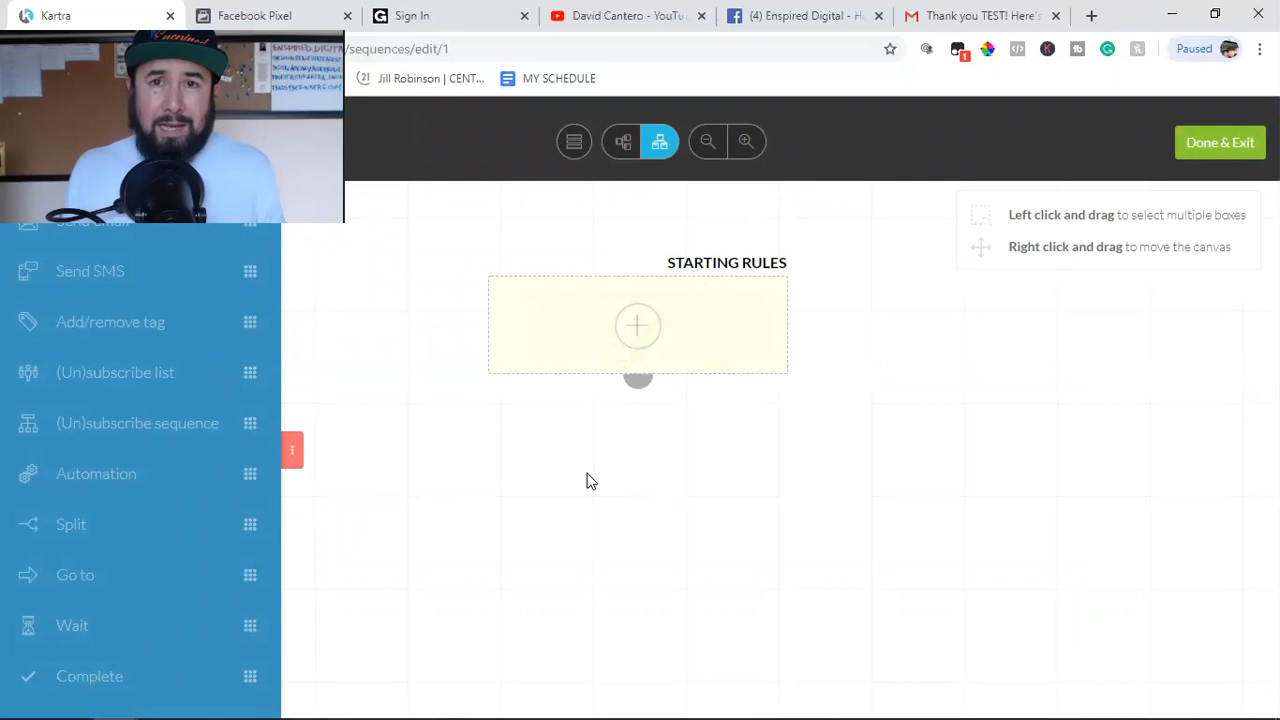 Kartra
Facebook Pixel
Sign In
David Cantero - YouTu
(4) Enspired Digital -
Thank you TEST! Here
/sequences/edit/1
1
Paused
Jill Robinson | CENT...
MY SCHEDULE
Done & Exit
Left click and drag to select multiple boxes
Right click and drag to move the canvas
STARTING RULES
Send email
Send SMS
Add/remove tag
(Un)subscribe list
(Un)subscribe sequence
Automation
Split
Go to
Wait
Complete